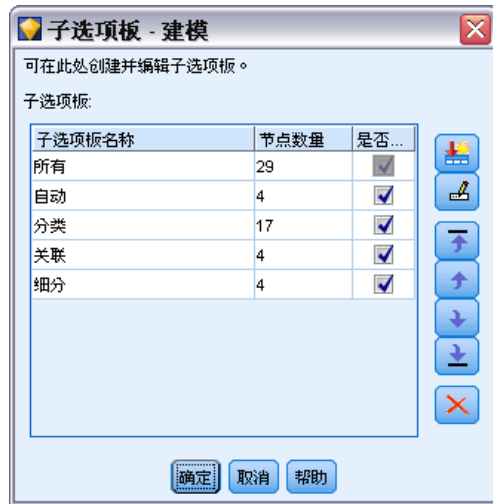 子选项板 - 建模
可在此处创建并编辑子选项板。
子选项板:
子选项板名称 节点数量 是否...
所有 29
自动 4
分类 17
关联 4
细分 4
确定 取消 帮助